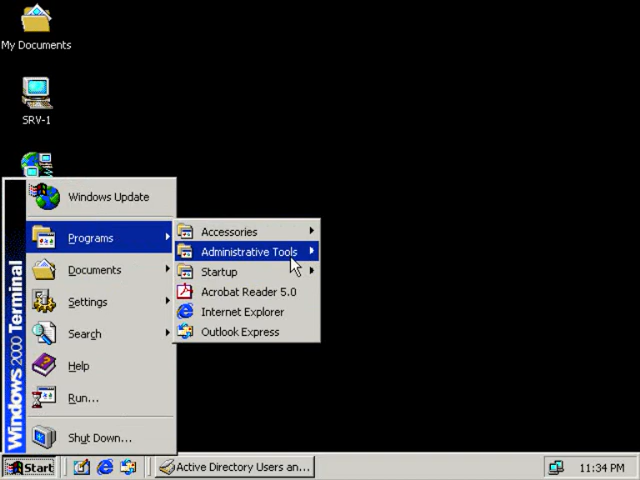 My Documents
SRV-1
Windows Update
Programs
Documents
Settings
Search
Help
Run...
Shut Down...
Accessories
Administrative Tools
Startup
Acrobat Reader 5.0
Internet Explorer
Outlook Express
Windows 2000 Terminal
Start
Active Directory Users an...
11:34 PM